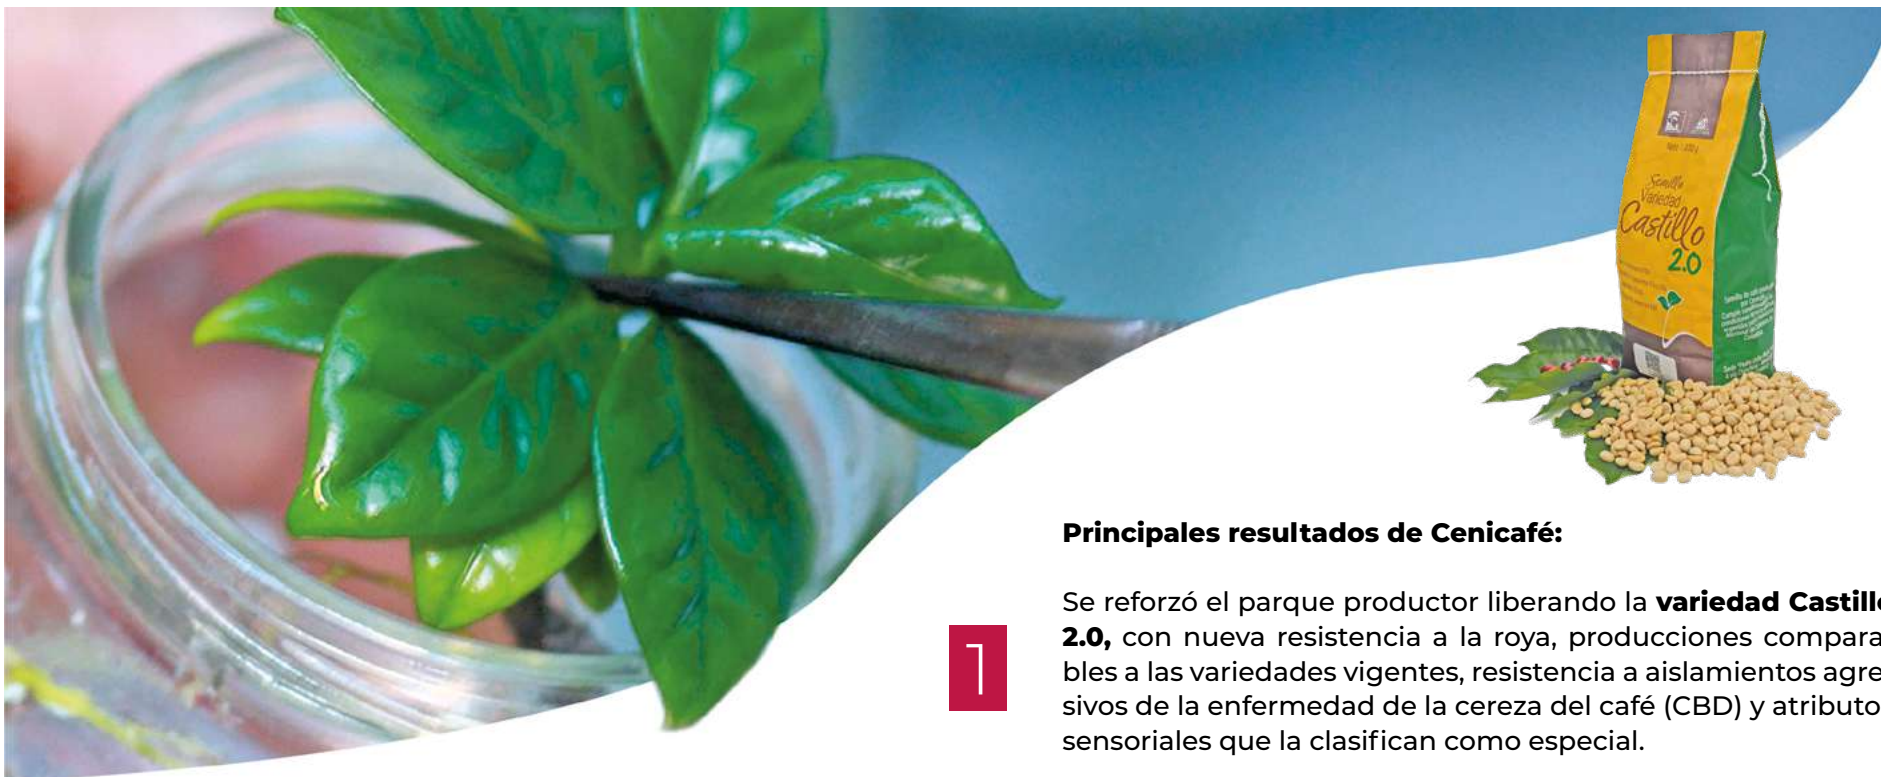 Semilla
Variedad
Castillo
2.0
Principales resultados de Cenicafé:
Se reforzó el parque productor liberando la variedad Castillo
2.0, con nueva resistencia a la roya, producciones compara-
bles a las variedades vigentes, resistencia a aislamientos agre-
sivos de la enfermedad de la cereza del café (CBD) y atributo
sensoriales que la clasifican como especial.
1